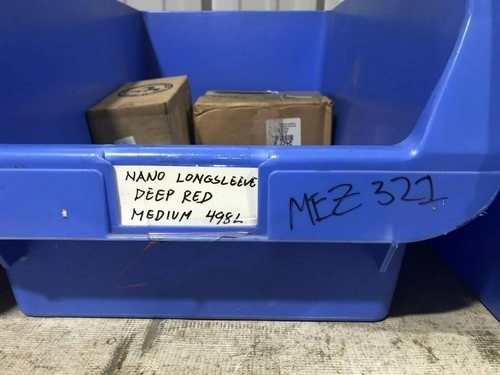 NANO LONGSLEEVE
DEEP RED
MEDIUM 498L
MEZ 321